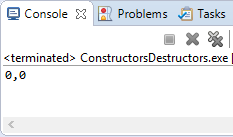 Console Problems Tasks
<terminated> ConstructorsDestructors.exe [
0,0